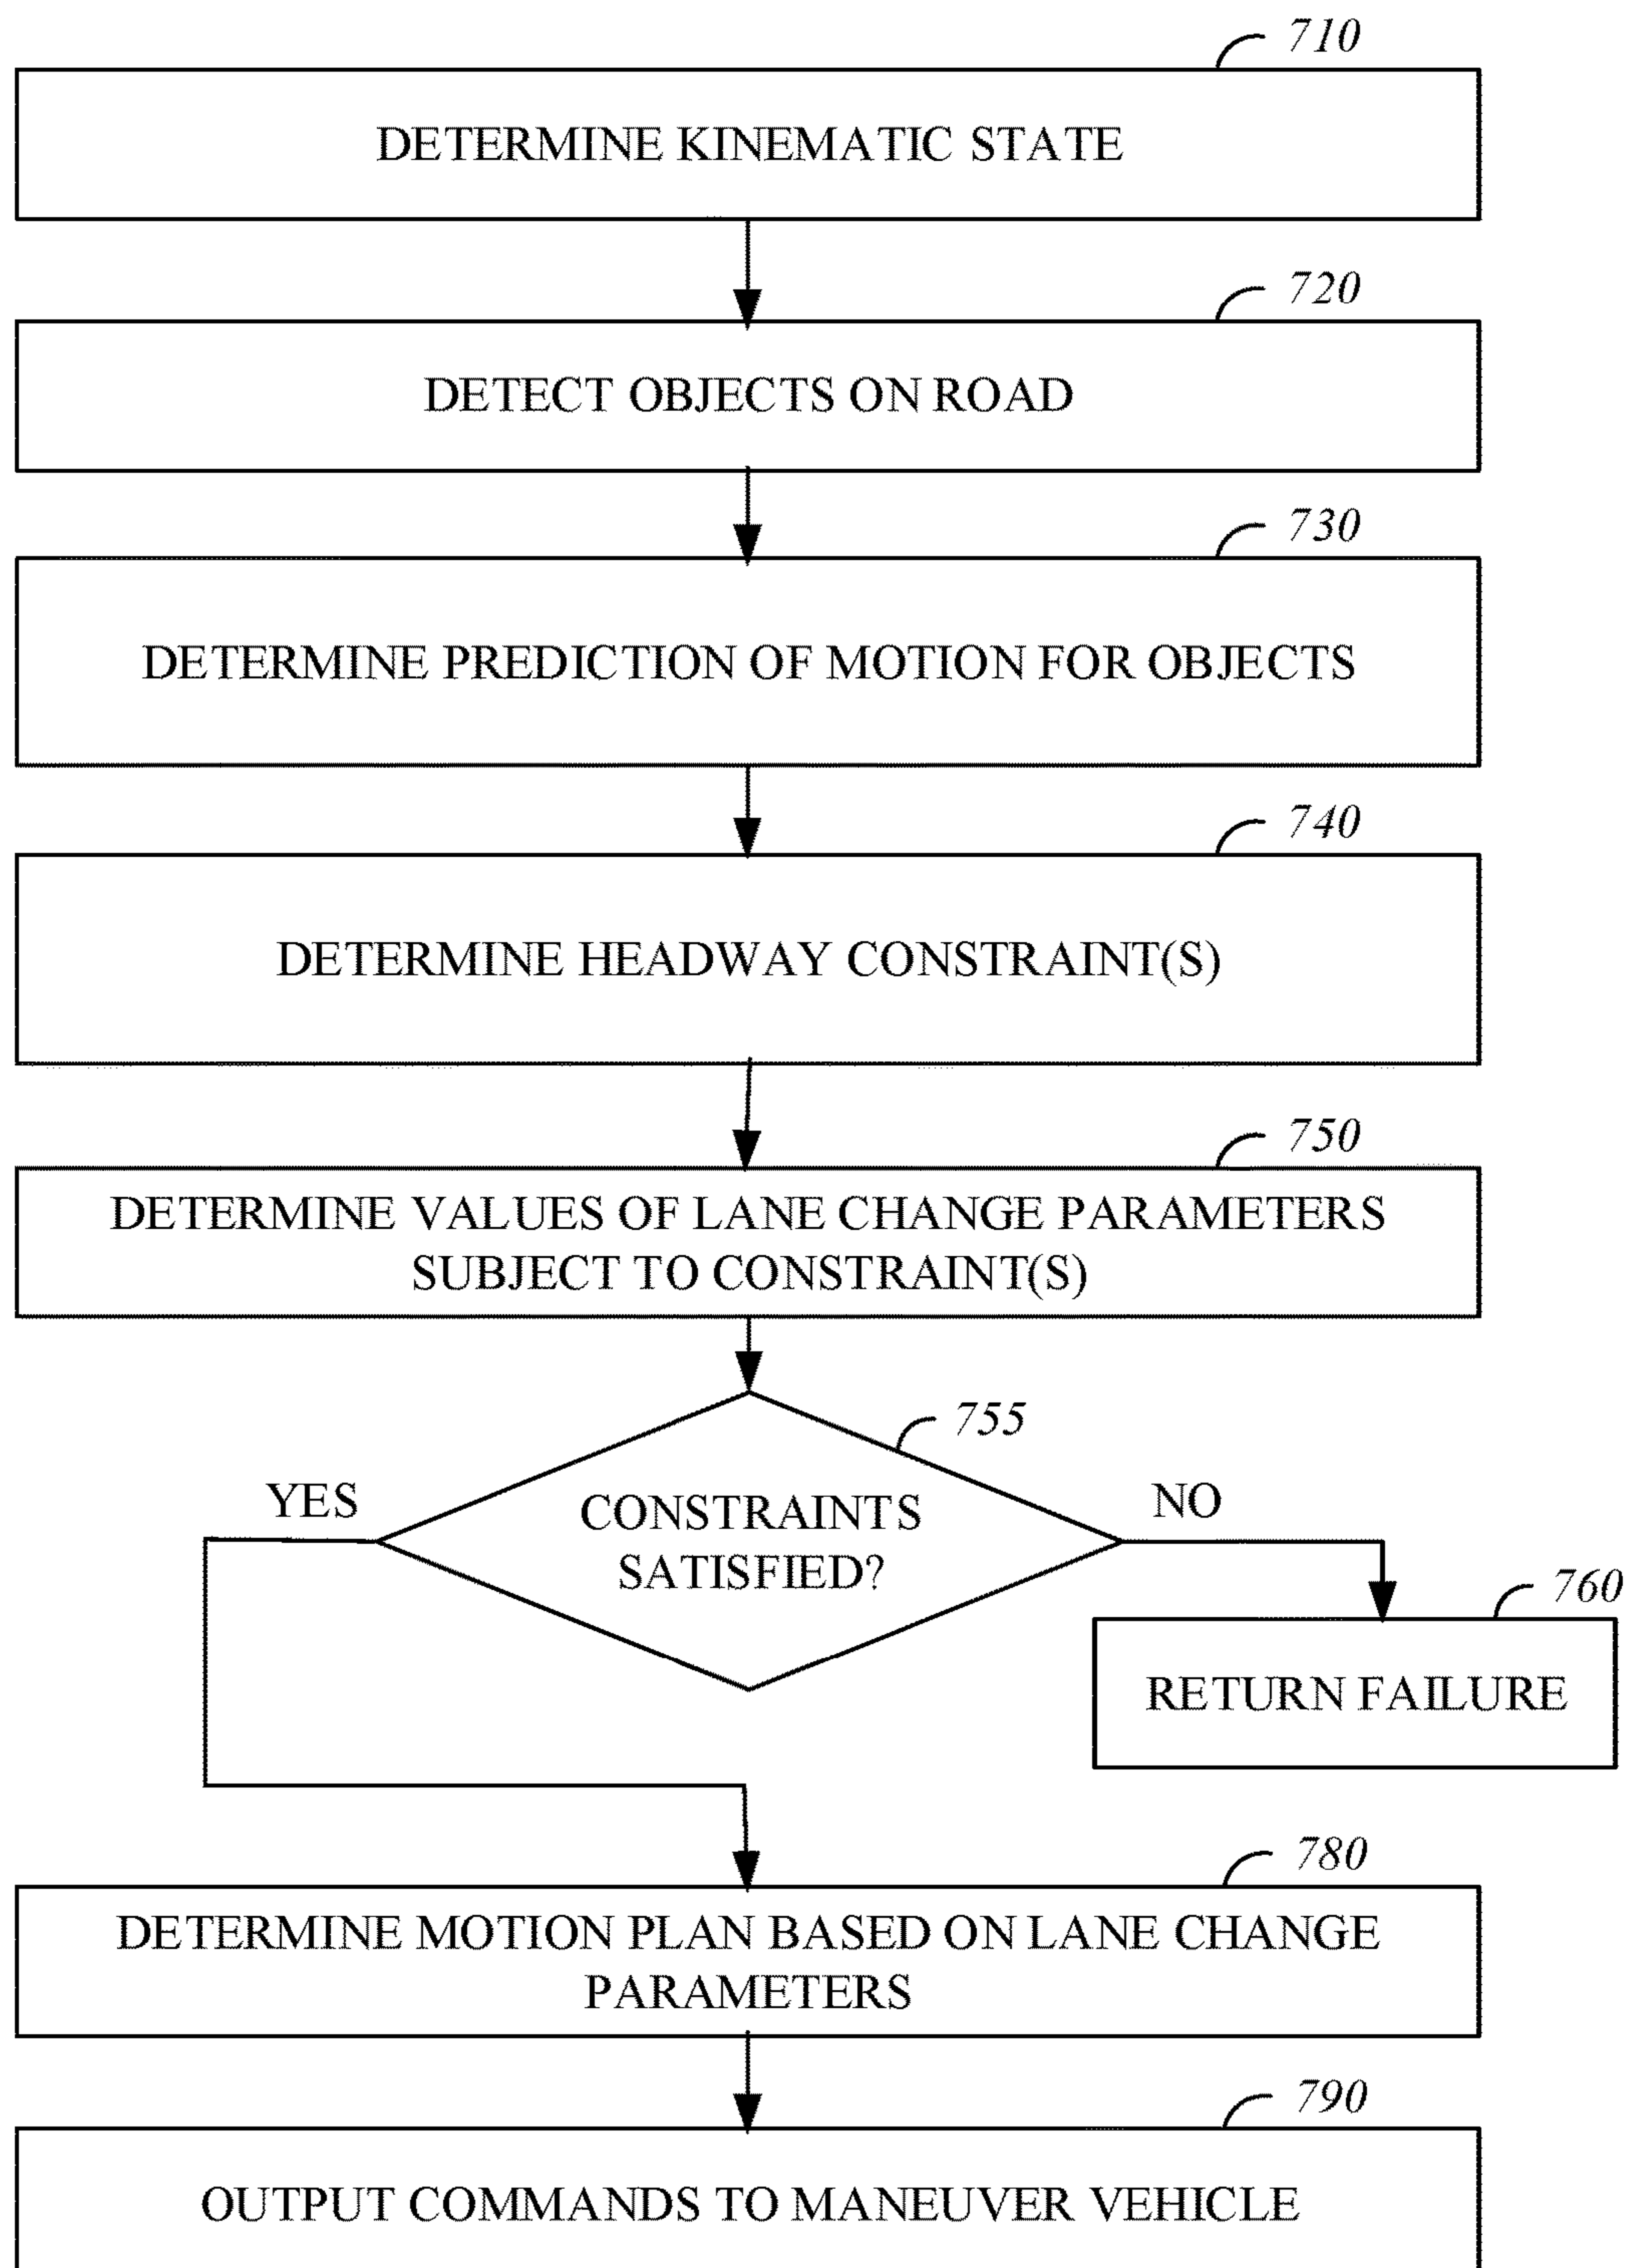 710
DETERMINE KINEMATIC STATE
720
DETECT OBJECTS ON ROAD
730
DETERMINE PREDICTION OF MOTION FOR OBJECTS
740
DETERMINE HEADWAY CONSTRAINT(S)
750
DETERMINE VALUES OF LANE CHANGE PARAMETERS
SUBJECT TO CONSTRAINT(S)
755
YES
CONSTRAINTS
SATISFIED?
NO
760
RETURN FAILURE
780
DETERMINE MOTION PLAN BASED ON LANE CHANGE
PARAMETERS
790
OUTPUT COMMANDS TO MANEUVER VEHICLE